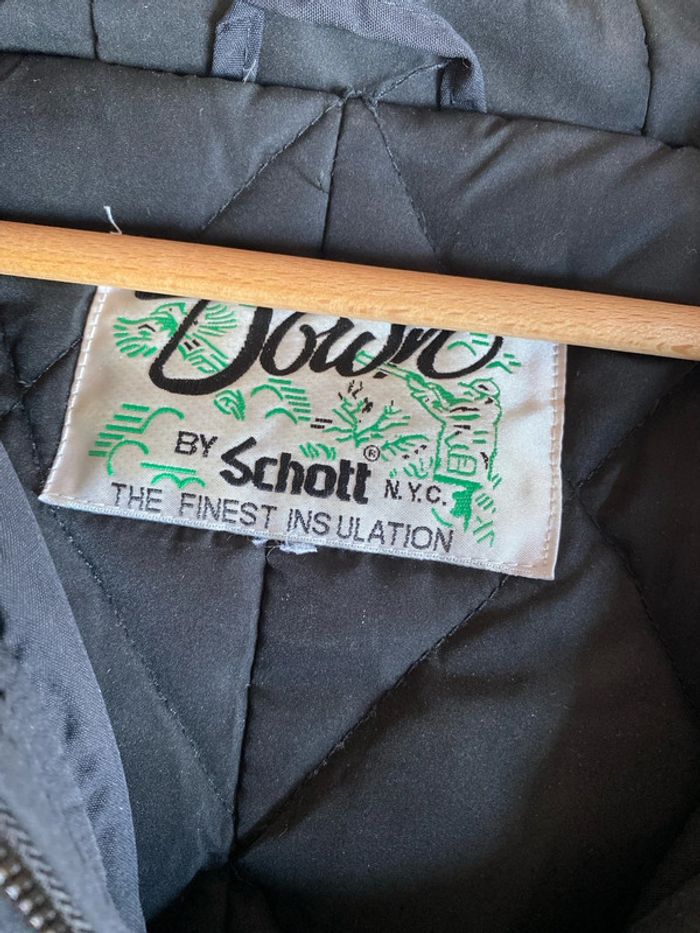 Down
BY Schott® N.Y.C.
THE FINEST INSULATION